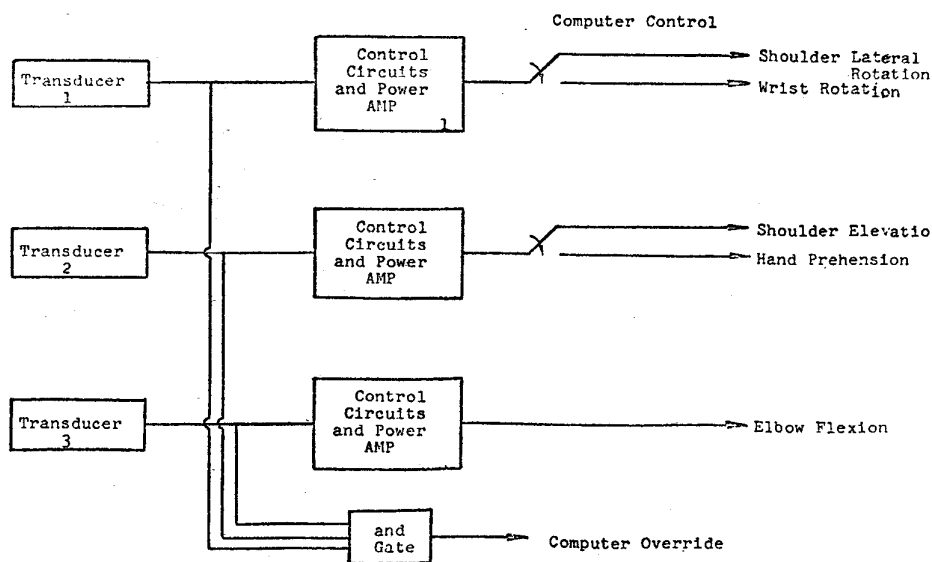 Computer Control
Transducer
1
Control
Circuits
and Power
AMP
1
Shoulder Lateral
Rotation
Wrist Rotation
Transducer
2
Control
Circuits
and Power
AMP
Shoulder Elevatio
Hand Prehension
Transducer
3
Control
Circuits
and Power
AMP
Elbow Flexion
and
Gate
Computer Override